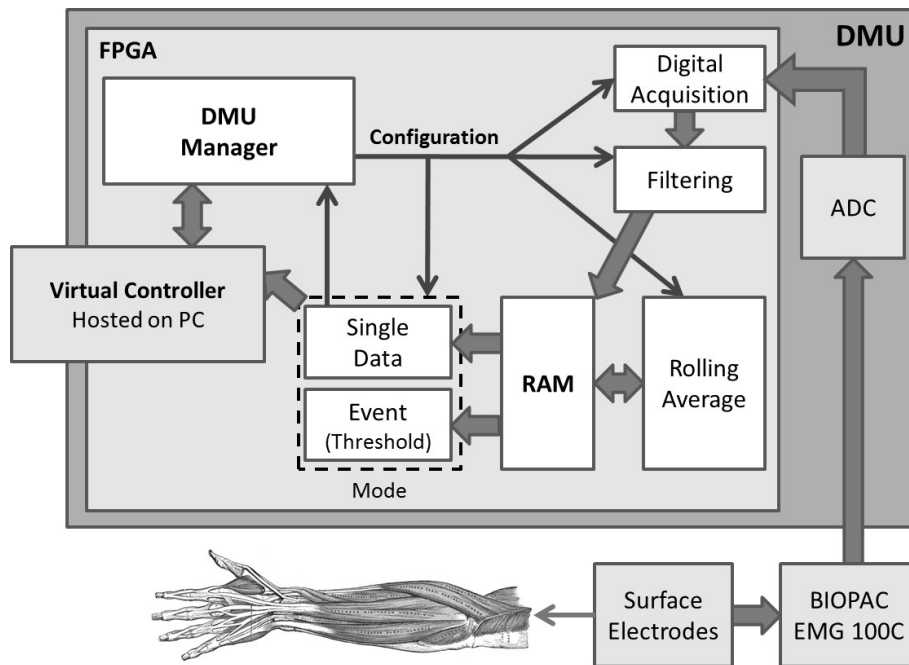 DMU
FPGA
DMU
Manager
Configuration
Digital
Acquisition
Filtering
ADC
Virtual Controller
Hosted on PC
Single
Data
Event
(Threshold)
Mode
RAM
Rolling
Average
Surface
Electrodes
BIOPAC
EMG 100C